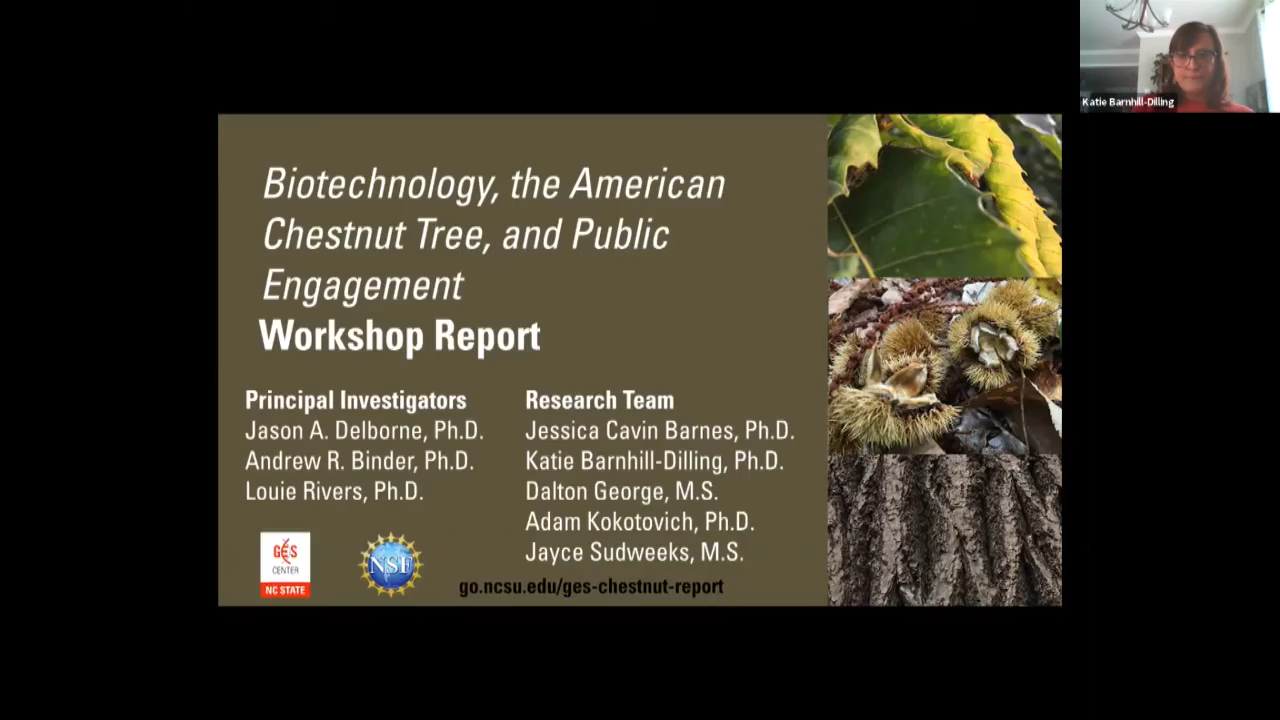 Katie Barnhill-Dilling
Biotechnology, the American
Chestnut Tree, and Public
Engagement
Workshop Report
Principal Investigators
Jason A. Delborne, Ph.D.
Andrew R. Binder, Ph.D.
Louie Rivers, Ph.D.
Research Team
Jessica Cavin Barnes, Ph.D.
Katie Barnhill-Dilling, Ph.D.
Dalton George, M.S.
Adam Kokotovich, Ph.D.
Jayce Sudweeks, M.S.
GES
CENTER
NC STATE
NSF
go.ncsu.edu/ges-chestnut-report